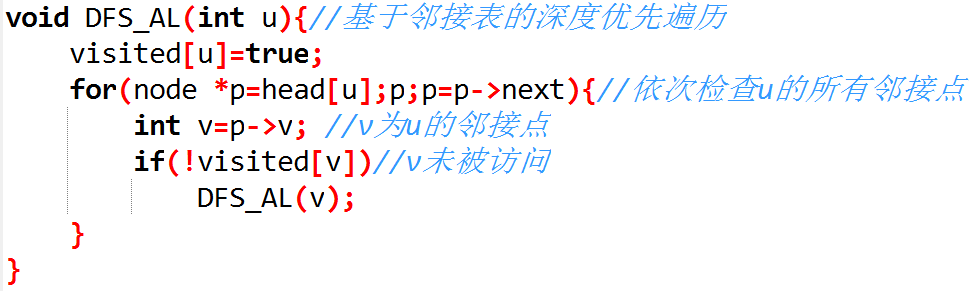 void DFS_AL(int u){//基于邻接表的深度优先遍历
    visited[u]=true;
    for(node *p=head[u];p;p=p->next){//依次检查u的所有邻接点
        int v=p->v; //v为u的邻接点
        if(!visited[v])//v未被访问
            DFS_AL(v);
    }
}